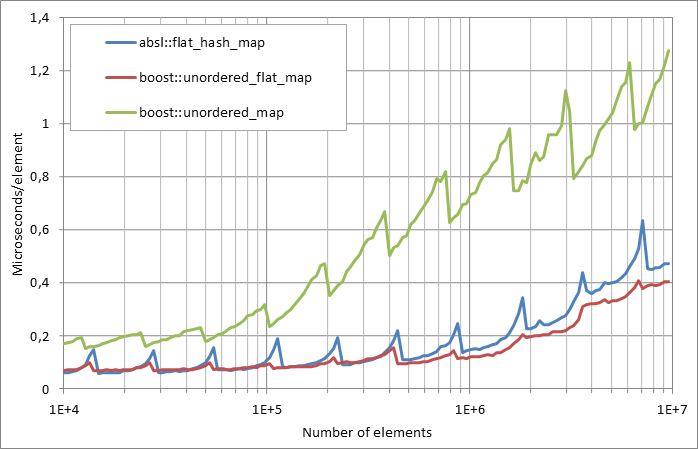 1,4
1,2
1
0,8
0,6
0,4
0,2
0
Microseconds/element
absl::flat_hash_map
boost::unordered_flat_map
boost::unordered_map
1E+4 1E+5 1E+6 1E+7
Number of elements